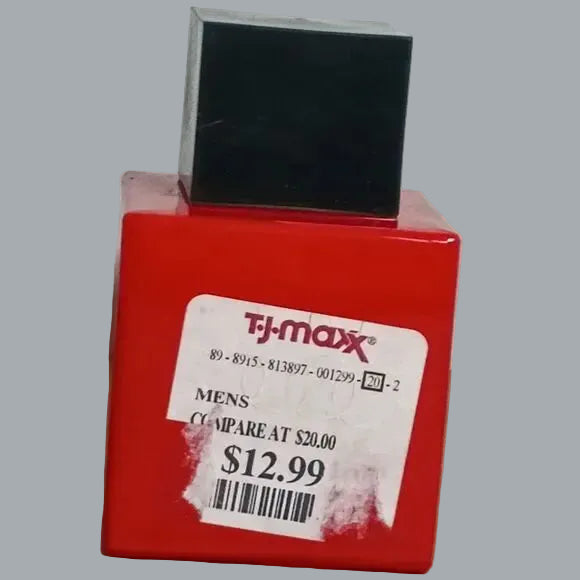 T·J·maxx®
89 - 8915 - 813897 - 001299 - 20 - 2
MENS
COMPARE AT $20.00
$12.99